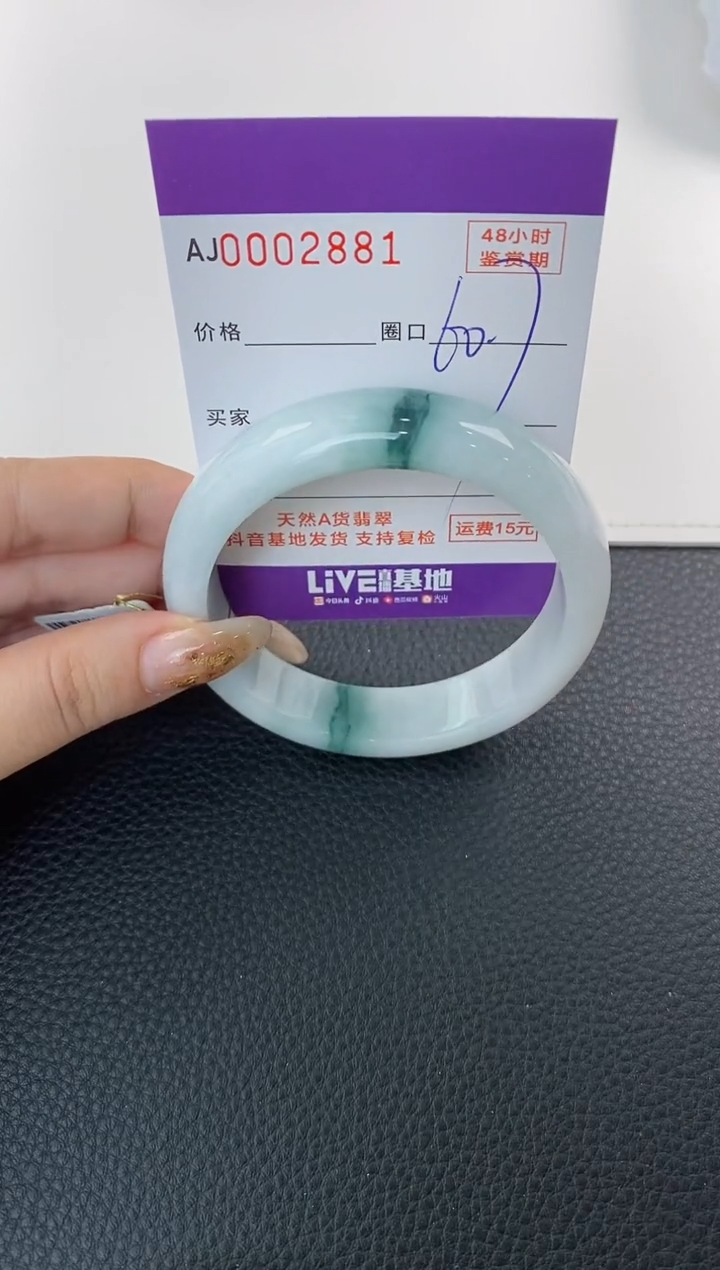 AJ0002881
48小时
鉴赏期
价格 圈口 60.7
买家
天然A货翡翠
抖音基地发货 支持复检
运费15元
LiVE直播基地
今日头条 抖音 西瓜视频 火山